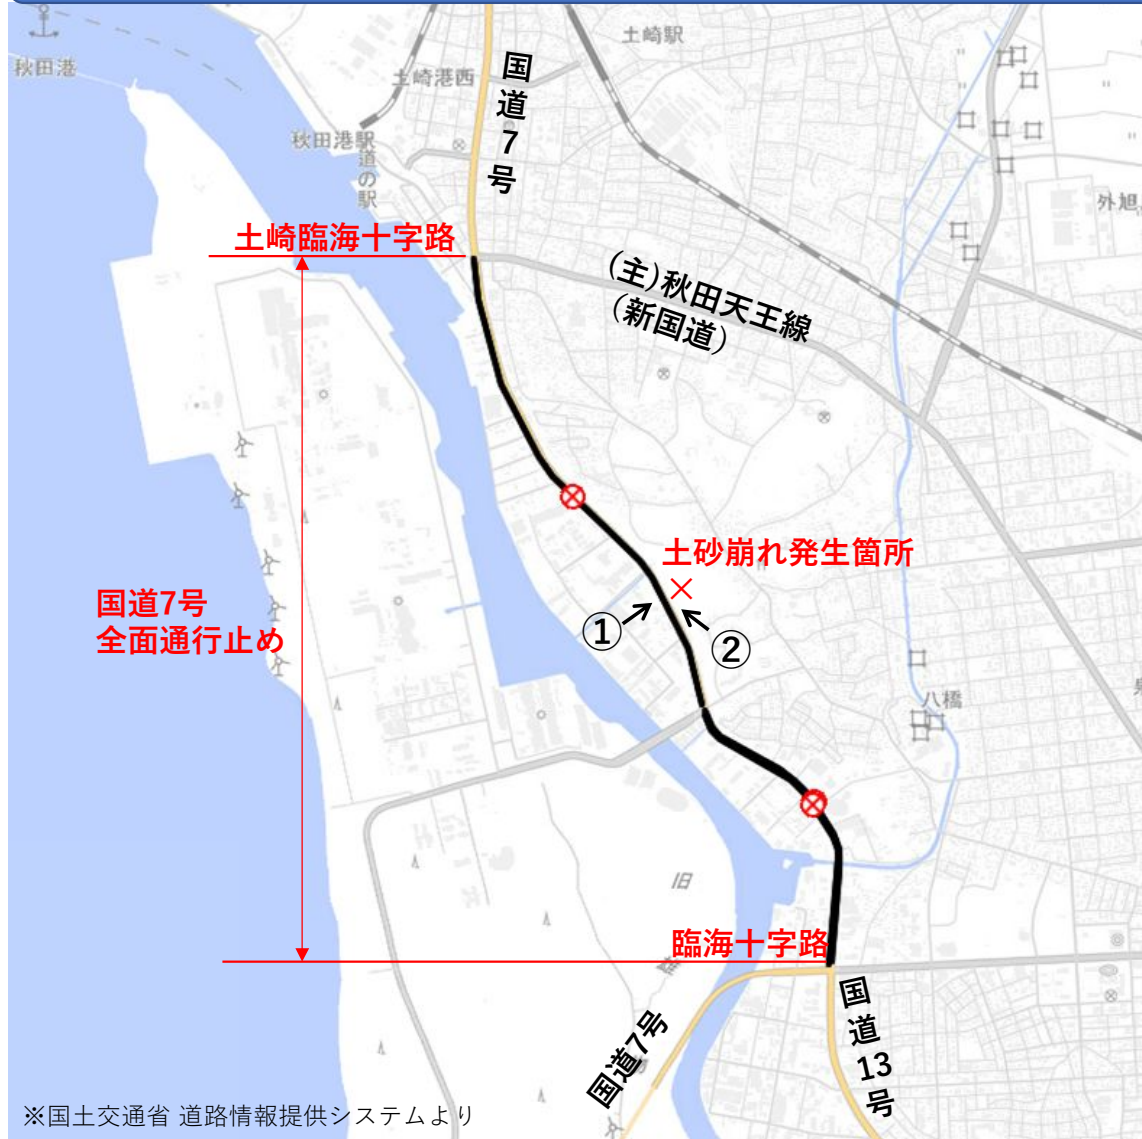 土崎駅
秋田港
土崎港西
国道7号
秋田港駅
道の駅
外旭
土崎臨海十字路
(主)秋田天王線
(新国道)
土砂崩れ発生箇所
国道7号
全面通行止め
①
②
八橋
旧
臨海十字路
国道7号
国道13号
※国土交通省 道路情報提供システムより